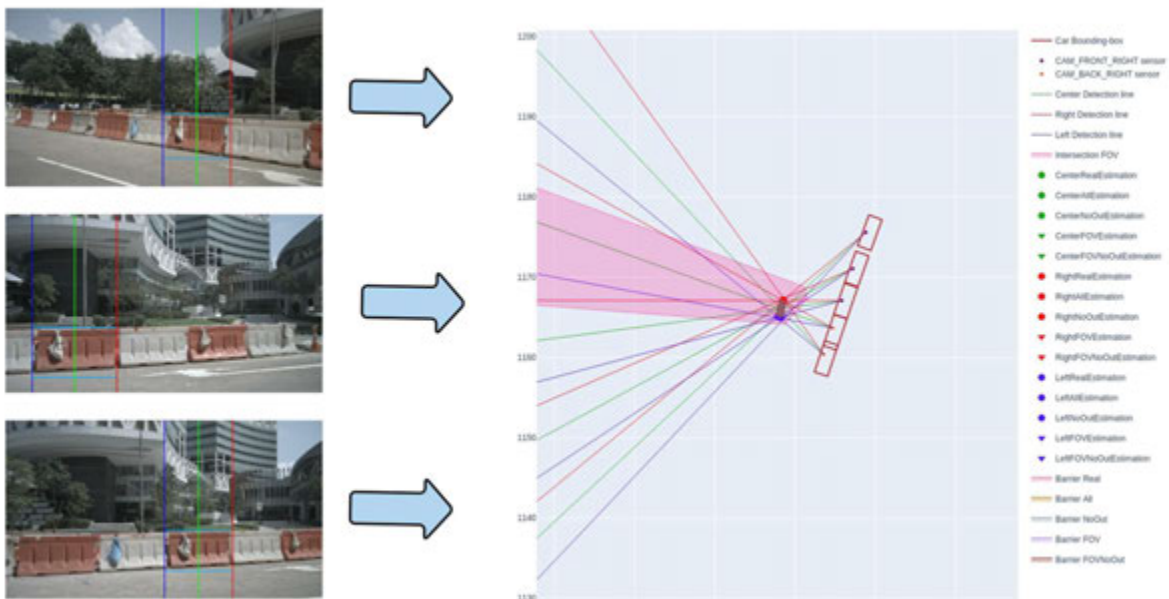 1200
1190
1180
1170
1160
1150
1140
1130
Car Bounding-box
CAM_FRONT_RIGHT sensor
CAM_BACK_RIGHT sensor
Center Detection line
Right Detection line
Left Detection line
Intersection FOV
CenterRealEstimation
CenterAllEstimation
CenterNoOutEstimation
CenterFOVEstimation
CenterFOVNoOutEstimation
RightRealEstimation
RightAllEstimation
RightNoOutEstimation
RightFOVEstimation
RightFOVNoOutEstimation
LeftRealEstimation
LeftAllEstimation
LeftNoOutEstimation
LeftFOVEstimation
LeftFOVNoOutEstimation
Barrier Real
Barrier All
Barrier NoOut
Barrier FOV
Barrier FOVNoOut